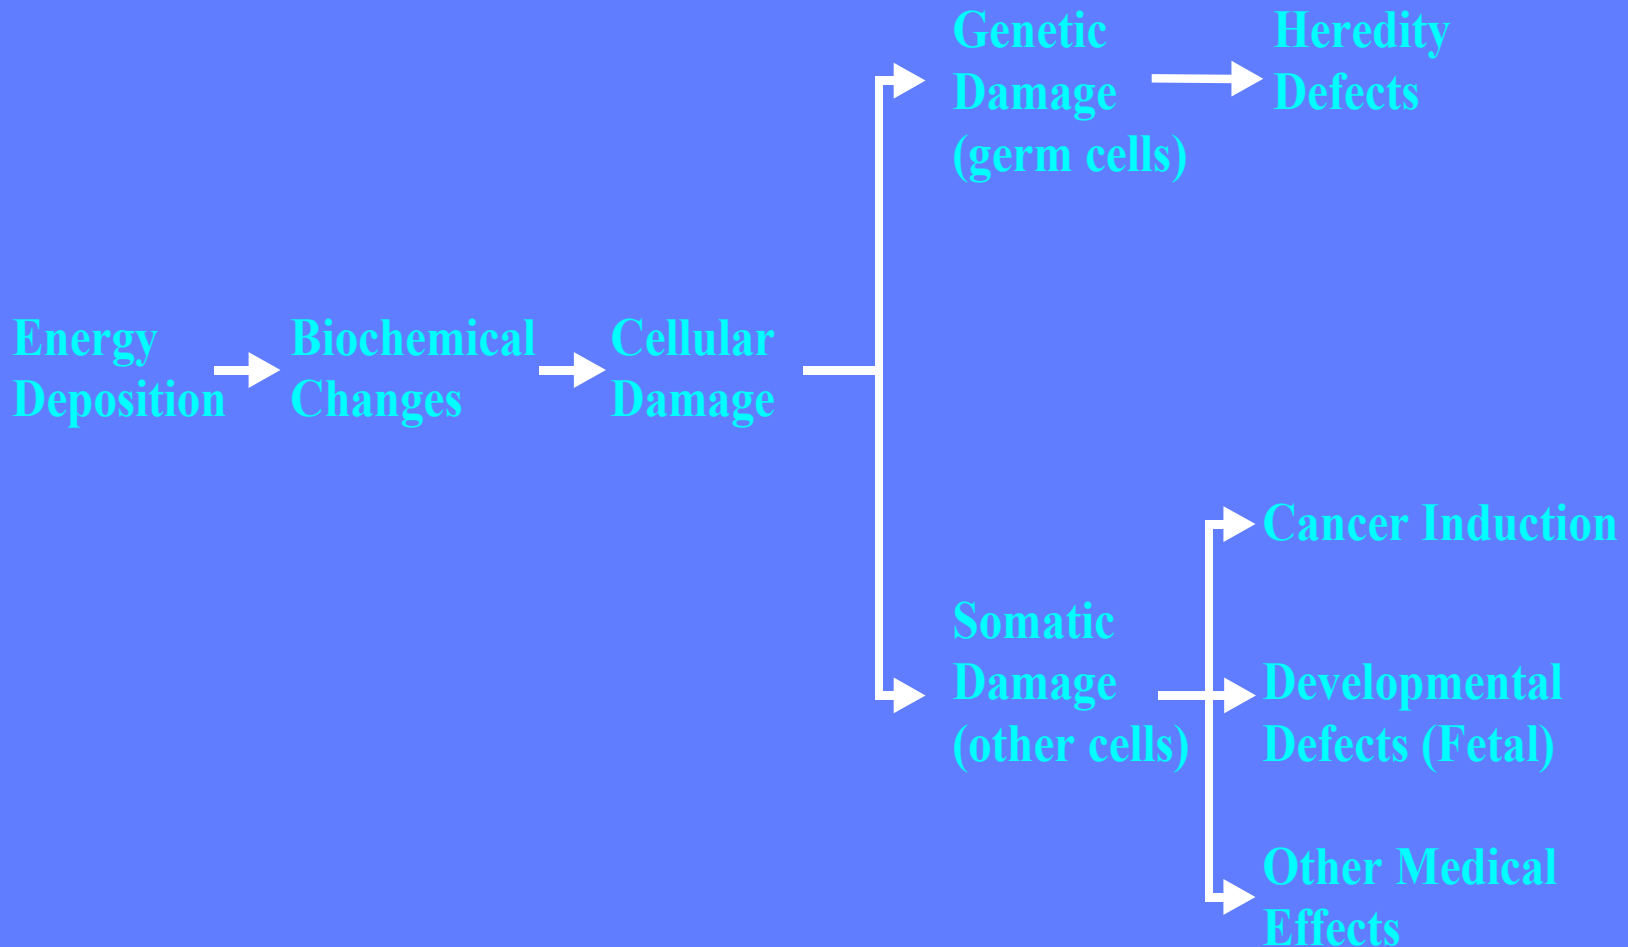 Genetic
Damage
(germ cells)
Heredity
Defects
Energy
Deposition
Biochemical
Changes
Cellular
Damage
Somatic
Damage
(other cells)
Cancer Induction
Developmental
Defects (Fetal)
Other Medical
Effects